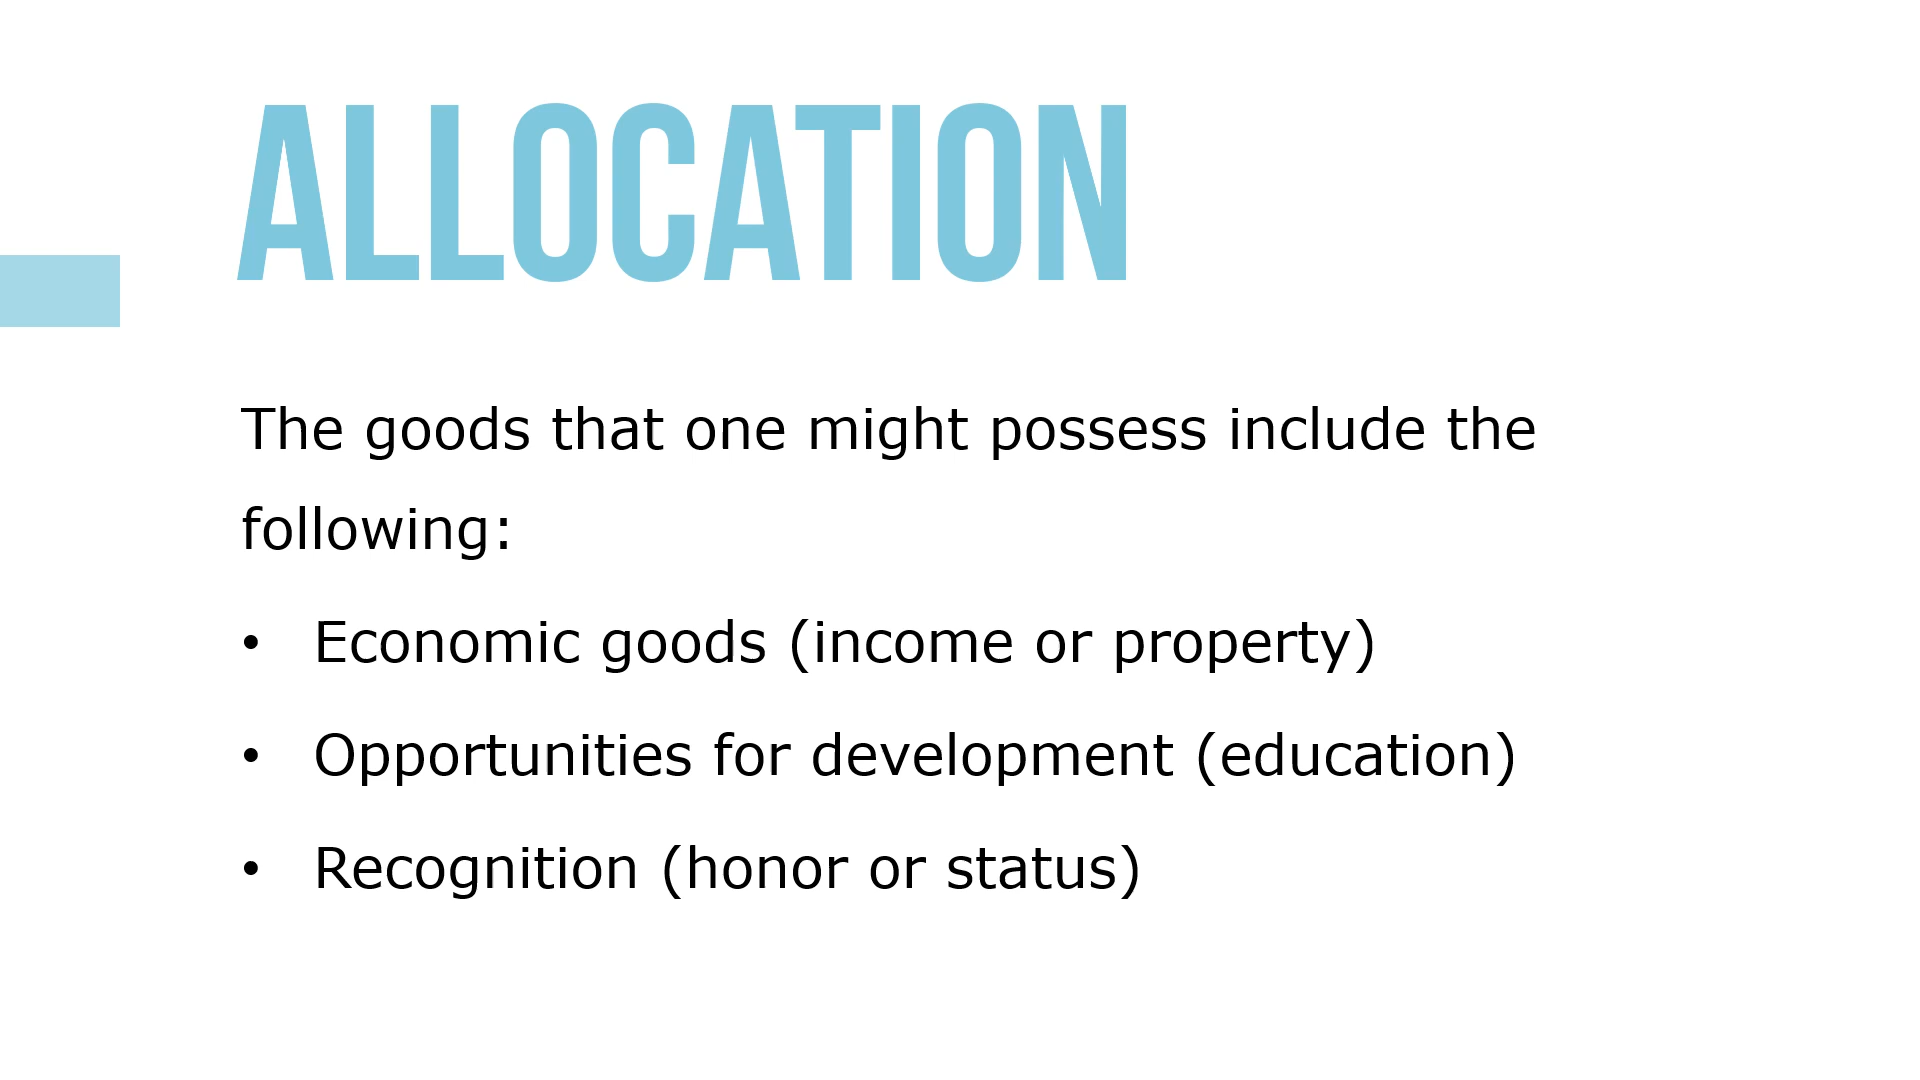 ALLOCATION
The goods that one might possess include the
following:
• Economic goods (income or property)
• Opportunities for development (education)
• Recognition (honor or status)